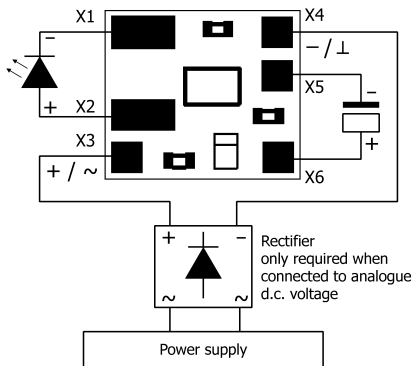 X1
X4
−
− / ⊥
X5
−
+
X2
X3
+
X6
+ / ~
+
−
Rectifier
only required when
connected to analogue
d.c. voltage
~
~
Power supply